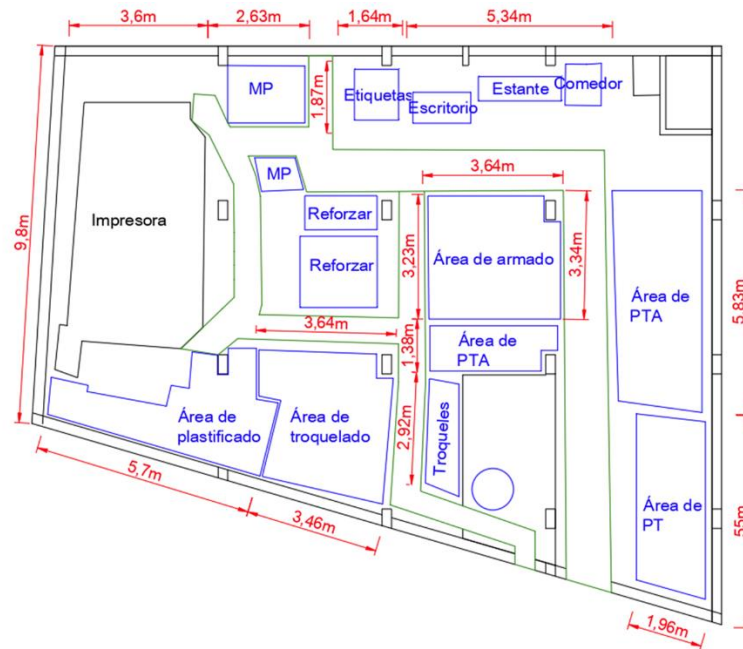 3,6m
2,63m
1,64m
5,34m
MP
1,87m
Etiquetas
Escritorio
Estante
Comedor
MP
3,64m
9,8m
Impresora
Reforzar
Reforzar
3,23m
Área de armado
3,34m
Área de
PTA
5,83m
3,64m
1,38m
Área de
PTA
Área de
plastificado
Área de
troquelado
2,92m
Troqueles
Área de
PT
55m
5,7m
3,46m
1,96m